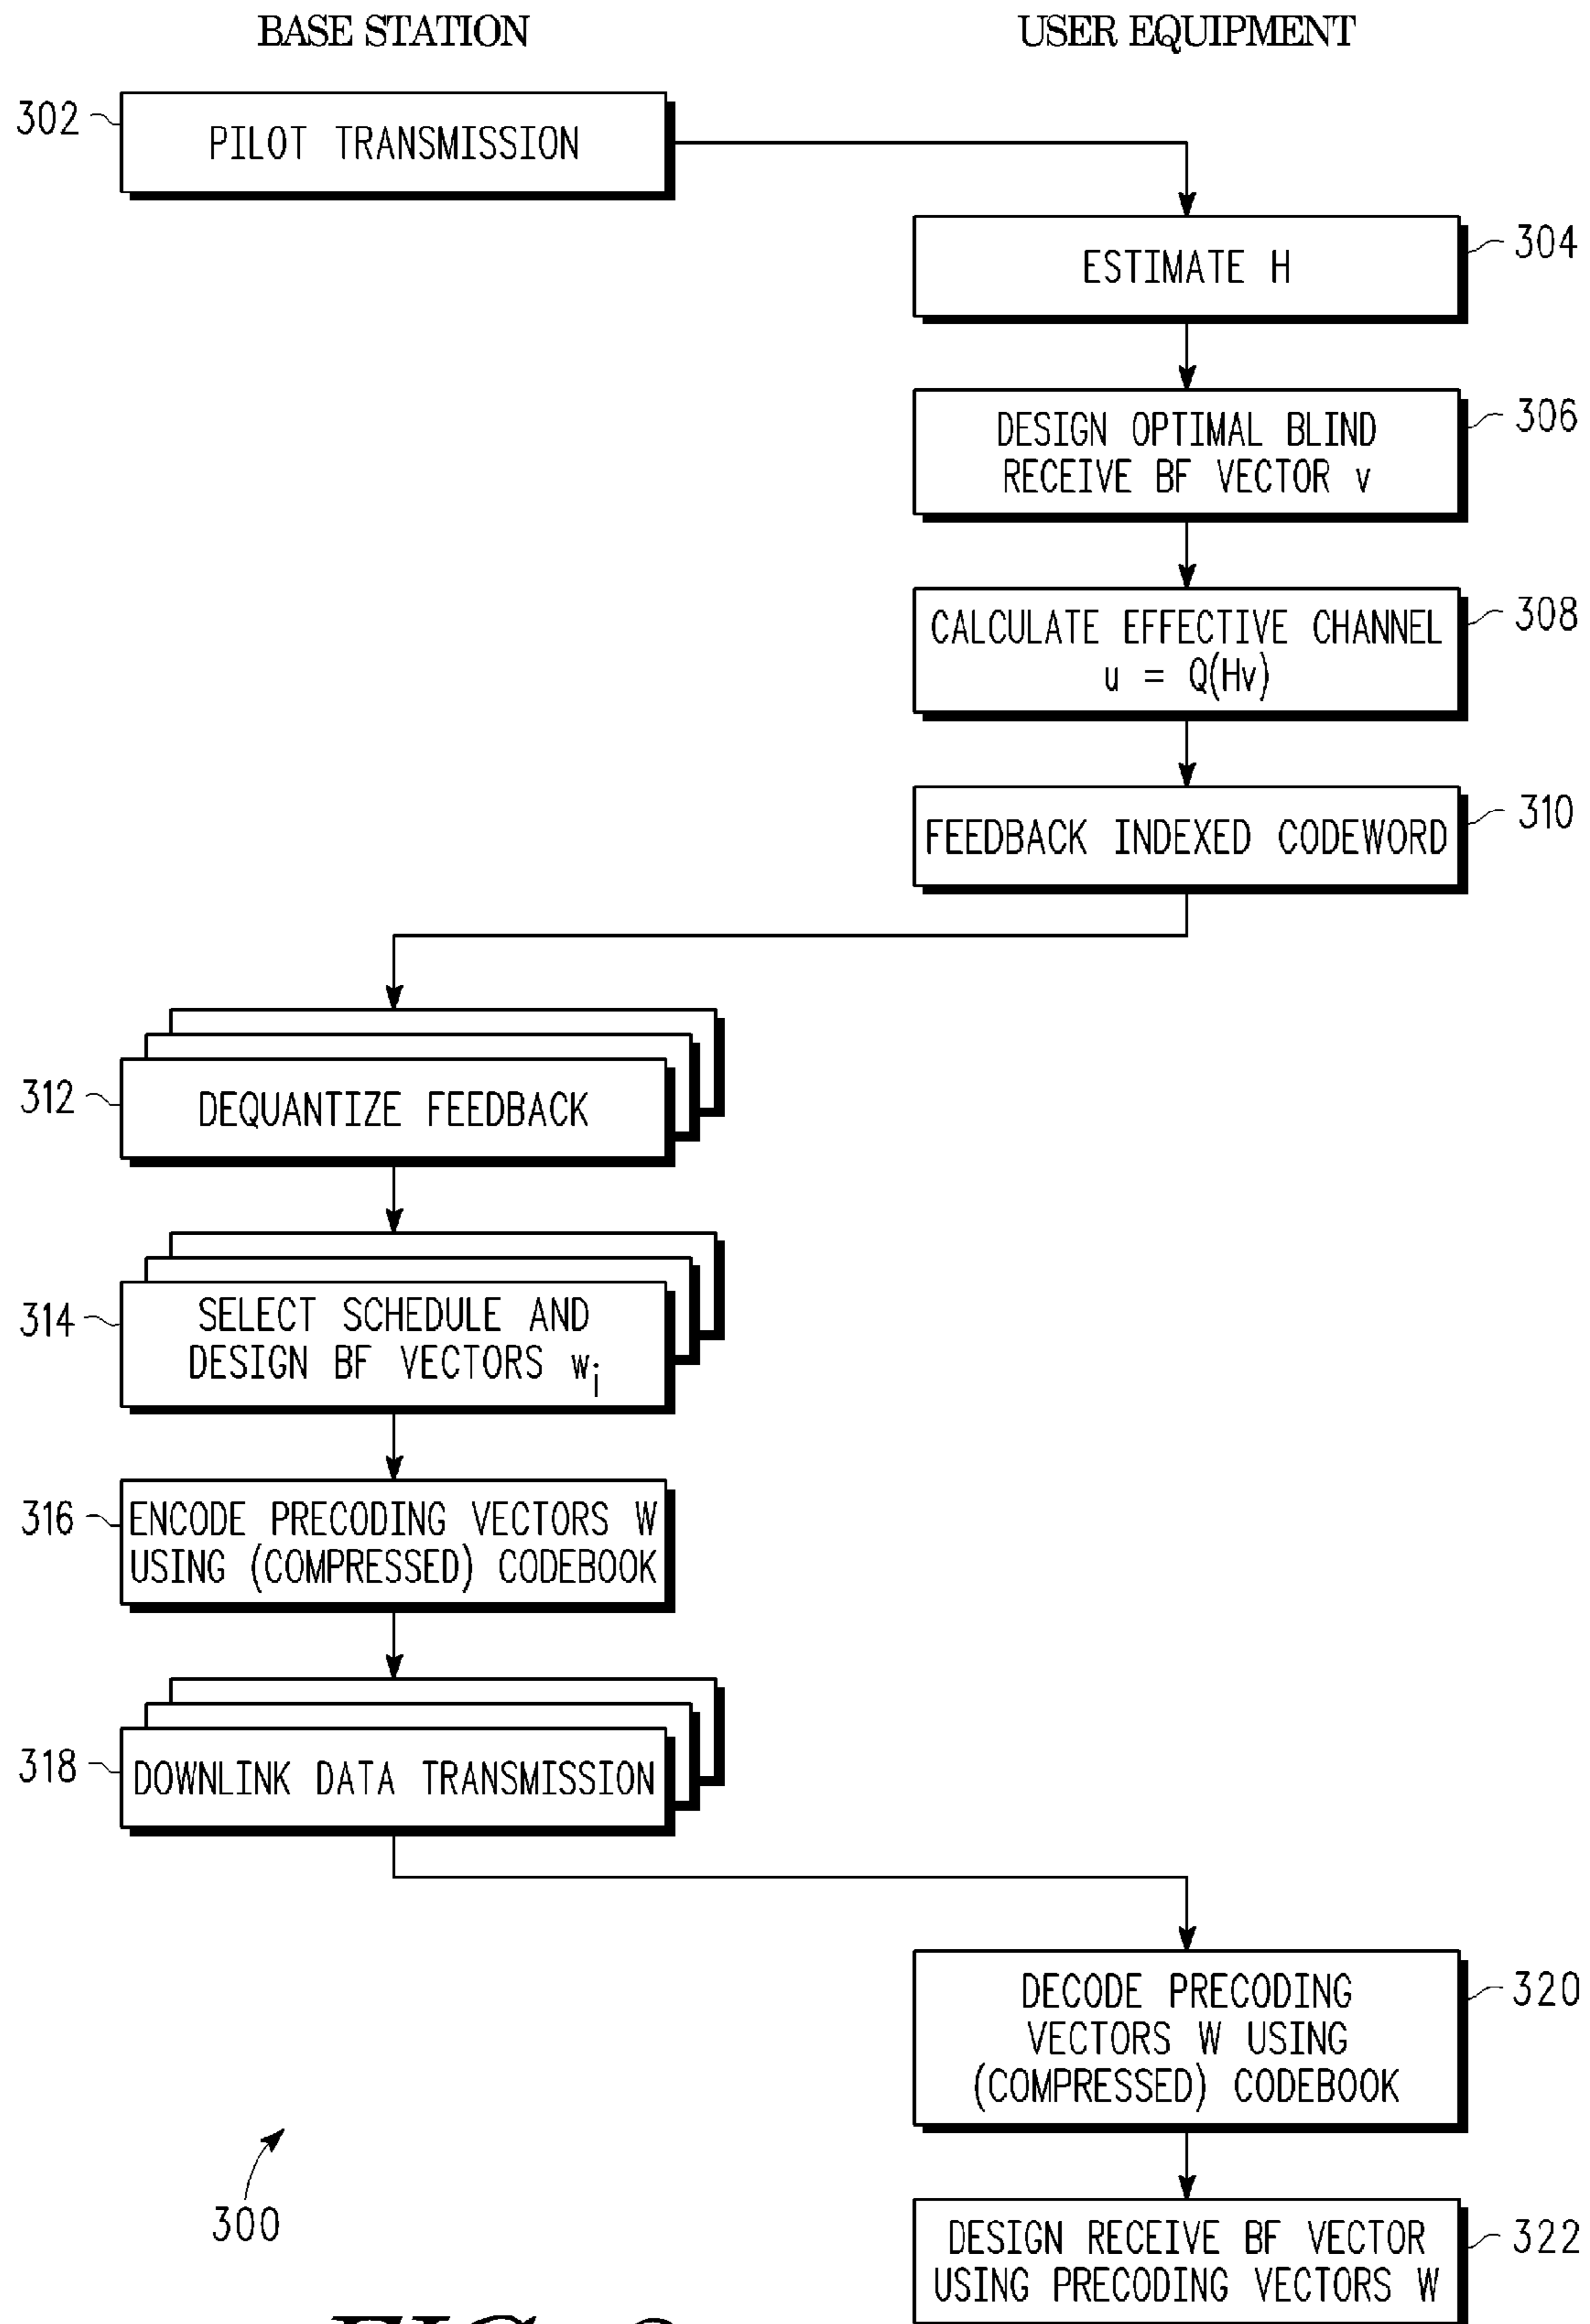 BASE STATION
USER EQUIPMENT
302
PILOT TRANSMISSION
ESTIMATE H
304
DESIGN OPTIMAL BLIND
RECEIVE BF VECTOR v
306
CALCULATE EFFECTIVE CHANNEL
u = Q(Hv)
308
FEEDBACK INDEXED CODEWORD
310
312
DEQUANTIZE FEEDBACK
314
SELECT SCHEDULE AND
DESIGN BF VECTORS wi
316
ENCODE PRECODING VECTORS W
USING (COMPRESSED) CODEBOOK
318
DOWNLINK DATA TRANSMISSION
DECODE PRECODING
VECTORS W USING
(COMPRESSED) CODEBOOK
320
300
DESIGN RECEIVE BF VECTOR
USING PRECODING VECTORS W
322